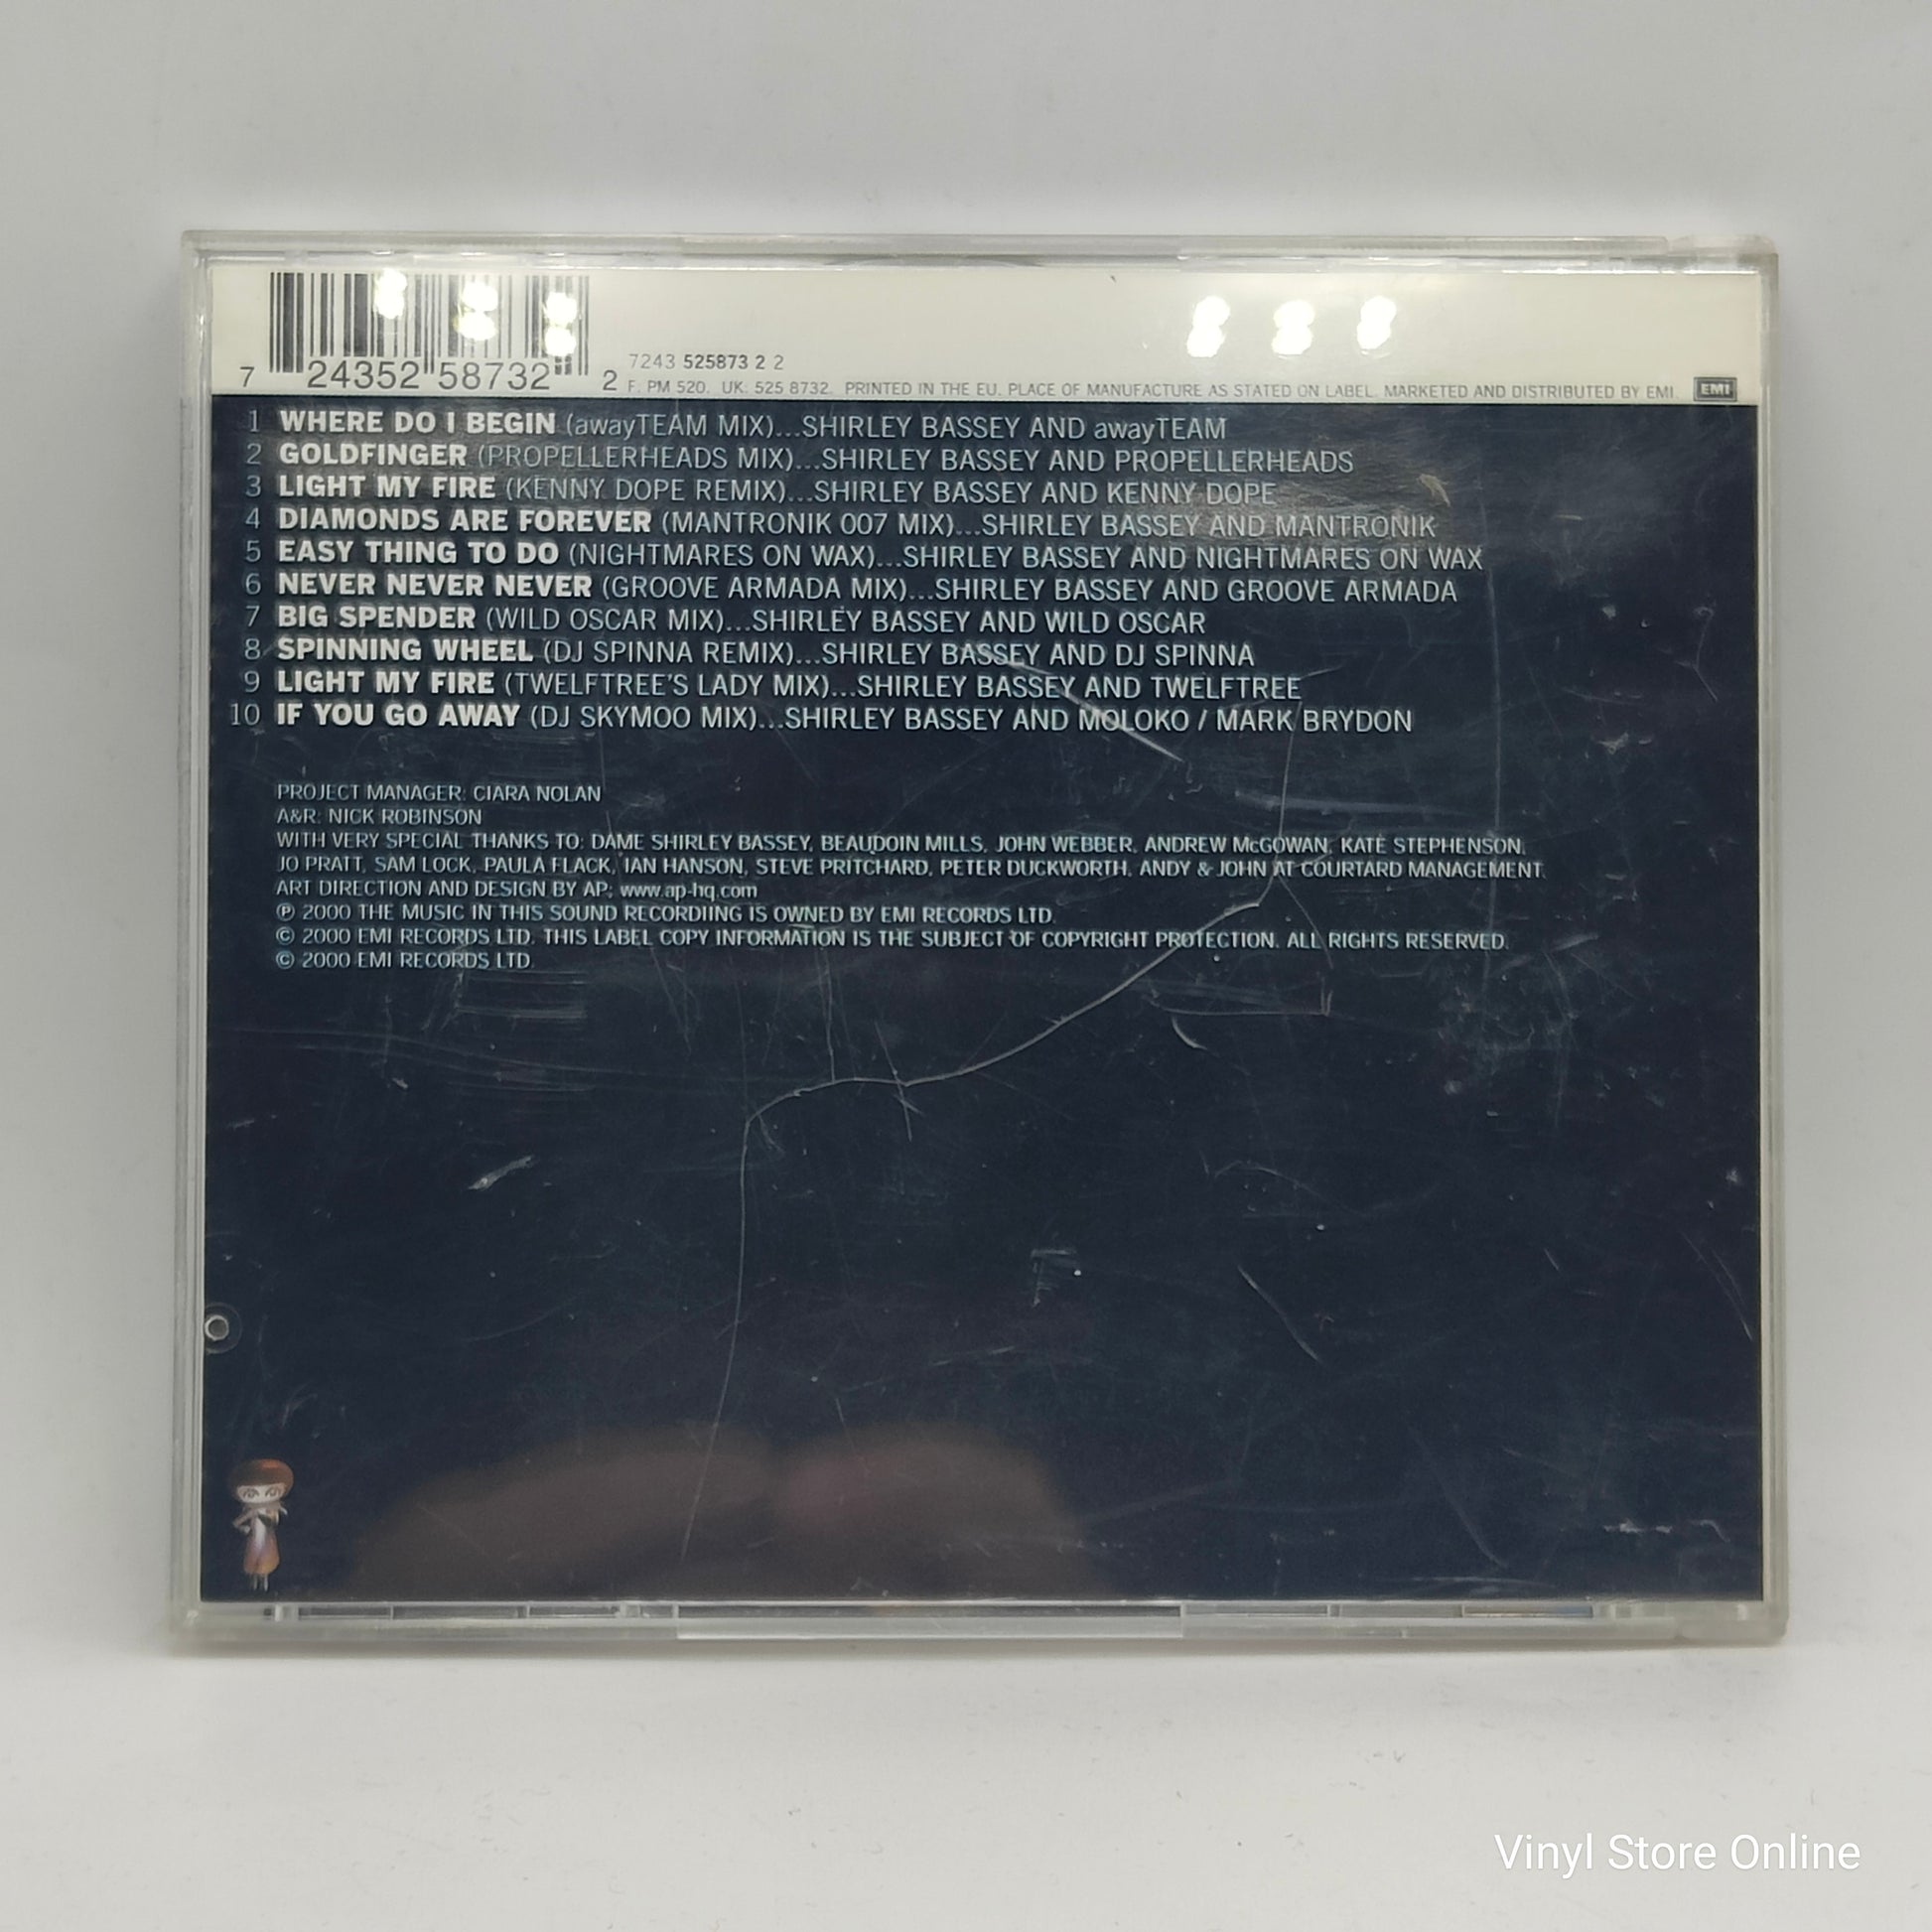 7 24352 58732 2
7243 525873 2 2
F. PM 520. UK: 525 8732. PRINTED IN THE EU. PLACE OF MANUFACTURE AS STATED ON LABEL. MARKETED AND DISTRIBUTED BY EMI. EMI
1 WHERE DO I BEGIN (awayTEAM MIX)...SHIRLEY BASSEY AND awayTEAM
2 GOLDFINGER (PROPELLERHEADS MIX)...SHIRLEY BASSEY AND PROPELLERHEADS
3 LIGHT MY FIRE (KENNY DOPE REMIX)...SHIRLEY BASSEY AND KENNY DOPE
4 DIAMONDS ARE FOREVER (MANTRONIK 007 MIX)...SHIRLEY BASSEY AND MANTRONIK
5 EASY THING TO DO (NIGHTMARES ON WAX)...SHIRLEY BASSEY AND NIGHTMARES ON WAX
6 NEVER NEVER NEVER (GROOVE ARMADA MIX)...SHIRLEY BASSEY AND GROOVE ARMADA
7 BIG SPENDER (WILD OSCAR MIX)...SHIRLEY BASSEY AND WILD OSCAR
8 SPINNING WHEEL (DJ SPINNA REMIX)...SHIRLEY BASSEY AND DJ SPINNA
9 LIGHT MY FIRE (TWELFTREE'S LADY MIX)...SHIRLEY BASSEY AND TWELFTREE
10 IF YOU GO AWAY (DJ SKYMOO MIX)...SHIRLEY BASSEY AND MOLOKO / MARK BRYDON
PROJECT MANAGER: CIARA NOLAN
A&R: NICK ROBINSON
WITH VERY SPECIAL THANKS TO: DAME SHIRLEY BASSEY, BEAUDOIN MILLS, JOHN WEBBER, ANDREW McGOWAN, KATE STEPHENSON,
JO PRATT, SAM LOCK, PAULA FLACK, IAN HANSON, STEVE PRITCHARD, PETER DUCKWORTH, ANDY & JOHN AT COURTARD MANAGEMENT.
ART DIRECTION AND DESIGN BY AP; www.ap-hq.com
℗ 2000 THE MUSIC IN THIS SOUND RECORDIING IS OWNED BY EMI RECORDS LTD.
© 2000 EMI RECORDS LTD. THIS LABEL COPY INFORMATION IS THE SUBJECT OF COPYRIGHT PROTECTION. ALL RIGHTS RESERVED.
© 2000 EMI RECORDS LTD.
Vinyl Store Online